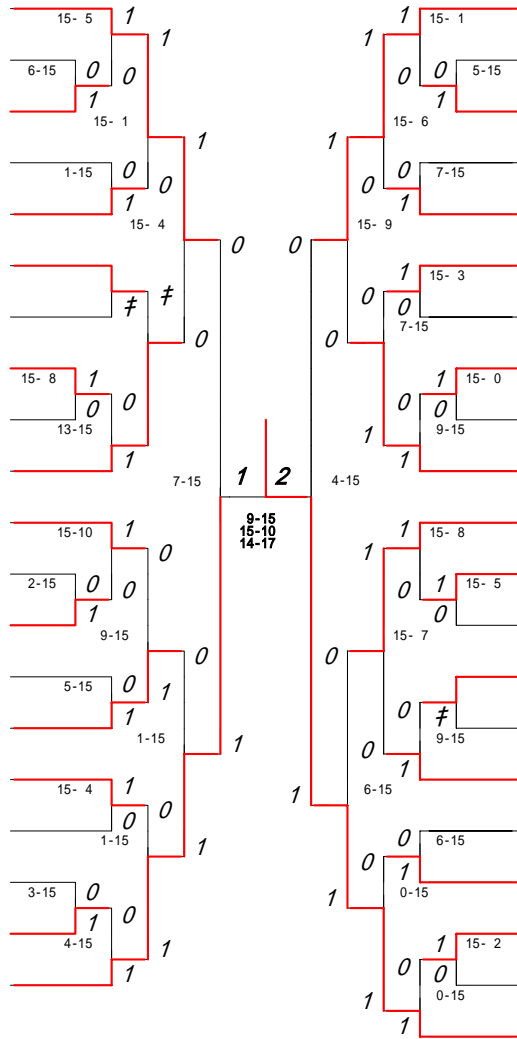 15- 5 1 1 15- 1
1 1
6-15 0 0 0 0 5-15
1 1
15- 1 15- 6
1 1
1-15 0 0 0 0 7-15
1 1
15- 4 15- 9
0 0
1 15- 3
‡ ‡ 0 0
7-15
0 0
15- 8 1 0 0 1 15- 0
0 0
13-15 9-15
1 1 1
7-15 1 2 4-15
9-15
15-10
14-17
15-10 1 0 1 1 15- 8
2-15 0 0 0 1 15- 5
1 0
9-15 15- 7
0 0
5-15 0 1 0 ‡
1 9-15
1-15 1 0 1
15- 4 1 6-15
0 0 1
1-15 0 6-15
1 0 1
3-15 0 0-15
1 0 1
4-15 1 1 15- 2
1 0 0
0-15
1 1